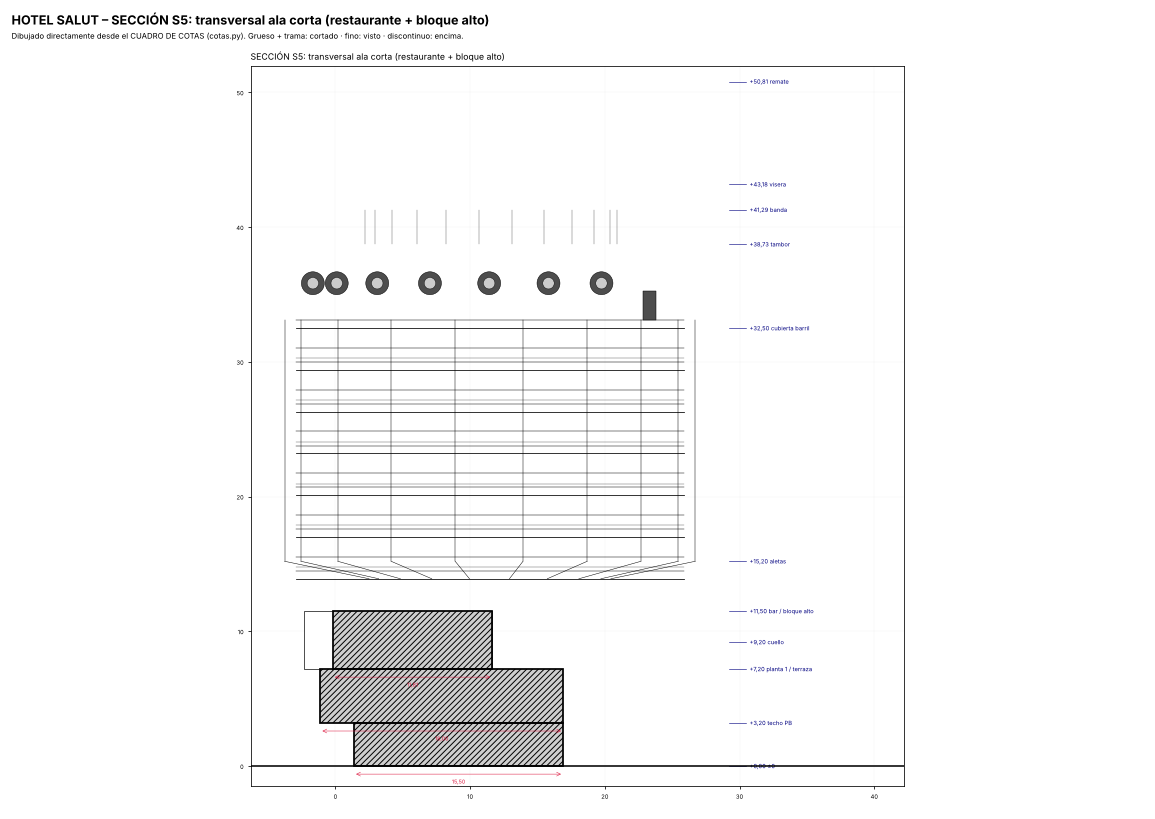 HOTEL SALUT – SECCIÓN S5: transversal ala corta (restaurante + bloque alto)
Dibujado directamente desde el CUADRO DE COTAS (cotas.py). Grueso + trama: cortado · fino: visto · discontinuo: encima.
SECCIÓN S5: transversal ala corta (restaurante + bloque alto)
+50,81 remate
50
+43,18 visera
+41,29 banda
40
+38,73 tambor
+32,50 cubierta barril
30
20
+15,20 aletas
+11,50 bar / bloque alto
10
+9,20 cuello
+7,20 planta 1 / terraza
+3,20 techo PB
0
15,50
0
10
20
30
40